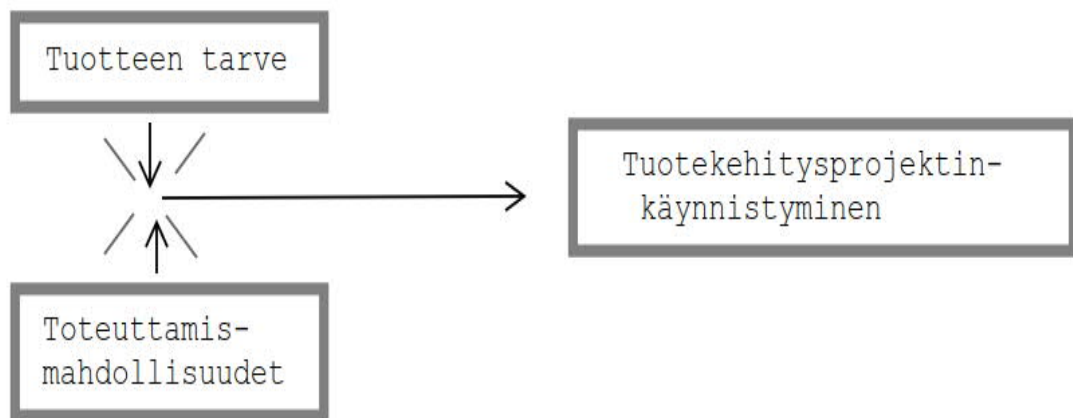 Tuotteen tarve
Tuotekehitysprojektin-
käynnistyminen
Toteuttamis-
mahdollisuudet